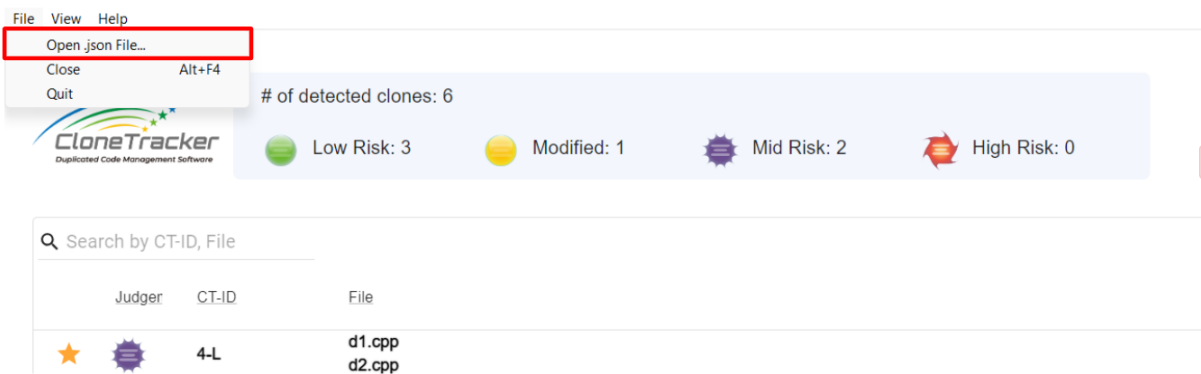 File View Help
Open .json File...
Close Alt+F4
Quit
# of detected clones: 6
CloneTracker
Duplicated Code Management Software
Low Risk: 3 Modified: 1 Mid Risk: 2 High Risk: 0
Search by CT-ID, File
Judger CT-ID File
4-L d1.cpp
d2.cpp